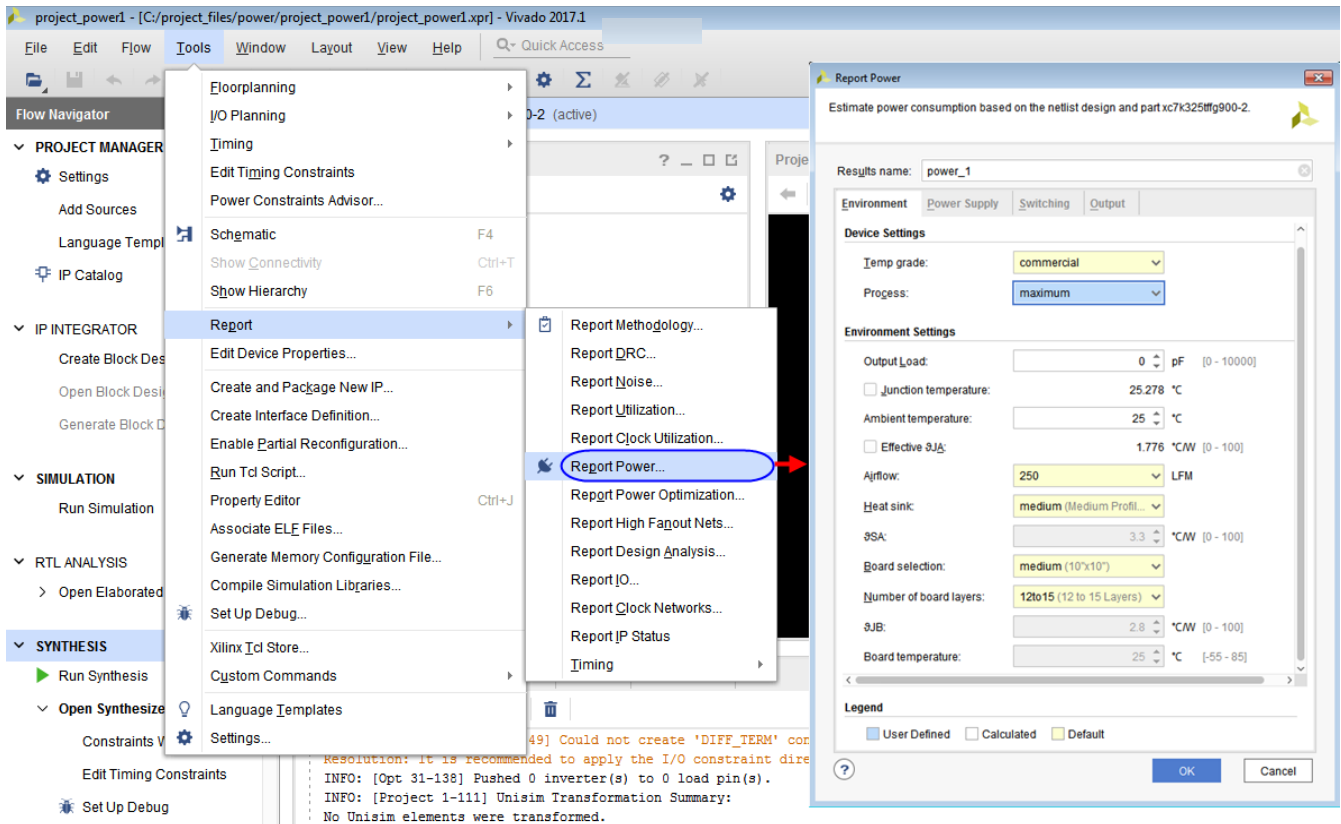 project_power1 - [C:/project_files/power/project_power1/project_power1.xpr] - Vivado 2017.1
File Edit Flow Tools Window Layout View Help Quick Access
Flow Navigator
PROJECT MANAGER
Settings
Add Sources
Language Templ
IP Catalog
IP INTEGRATOR
Create Block Des
Open Block Desi
Generate Block D
SIMULATION
Run Simulation
RTL ANALYSIS
Open Elaborated
SYNTHESIS
Run Synthesis
Open Synthesize
Constraints W
Edit Timing Constraints
Set Up Debug
Floorplanning
I/O Planning
Timing
Edit Timing Constraints
Power Constraints Advisor...
Schematic F4
Show Connectivity Ctrl+T
Show Hierarchy F6
Report
Edit Device Properties...
Create and Package New IP...
Create Interface Definition...
Enable Partial Reconfiguration...
Run Tcl Script...
Property Editor Ctrl+J
Associate ELF Files...
Generate Memory Configuration File...
Compile Simulation Libraries...
Set Up Debug...
Xilinx Tcl Store...
Custom Commands
Language Templates
Settings...
0-2 (active)
?
Proje
Report Methodology...
Report DRC...
Report Noise...
Report Utilization...
Report Clock Utilization...
Report Power...
Report Power Optimization...
Report High Fanout Nets...
Report Design Analysis...
Report IO...
Report Clock Networks...
Report IP Status
Timing
49] Could not create 'DIFF_TERM' con
Resolution: It is recommended to apply the I/O constraint dire
INFO: [Opt 31-138] Pushed 0 inverter(s) to 0 load pin(s).
INFO: [Project 1-111] Unisim Transformation Summary:
No Unisim elements were transformed.
Report Power
Estimate power consumption based on the netlist design and part xc7k325tffg900-2.
Results name: power_1
Environment Power Supply Switching Output
Device Settings
Temp grade: commercial
Process: maximum
Environment Settings
Output Load: 0 pF [0 - 10000]
Junction temperature: 25.278 °C
Ambient temperature: 25 °C
Effective ϑJA: 1.776 °C/W [0 - 100]
Airflow: 250 LFM
Heat sink: medium (Medium Profil...
ϑSA: 3.3 °C/W [0 - 100]
Board selection: medium (10"x10")
Number of board layers: 12to15 (12 to 15 Layers)
ϑJB: 2.8 °C/W [0 - 100]
Board temperature: 25 °C [-55 - 85]
Legend
User Defined Calculated Default
? OK Cancel